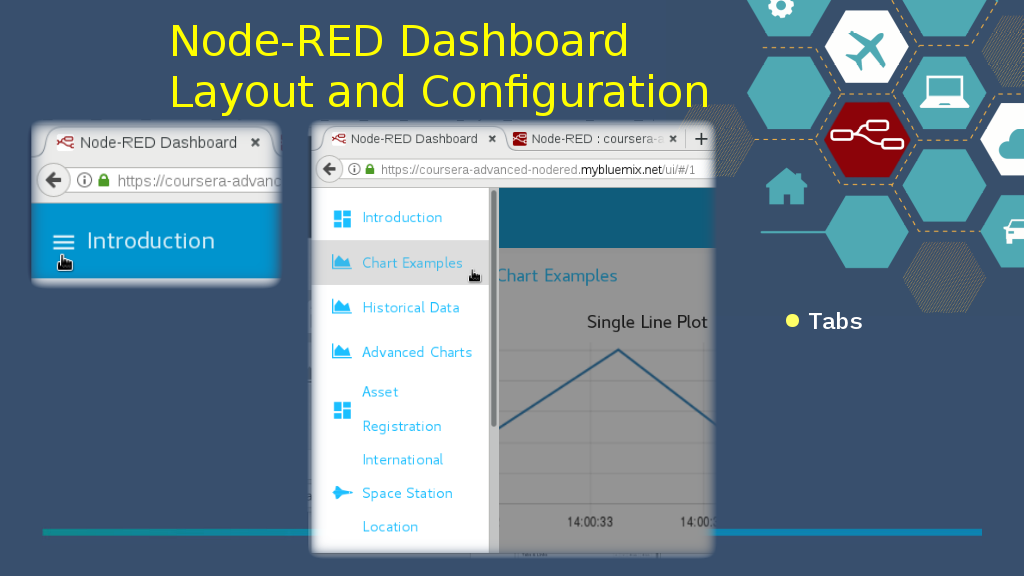 Node-RED Dashboard
Layout and Configuration
Node-RED Dashboard
https://coursera-advanc
Introduction
Node-RED Dashboard
Node-RED : coursera-a
https://coursera-advanced-nodered.mybluemix.net/ui/#/1
Introduction
Chart Examples
Historical Data
Advanced Charts
Asset
Registration
International
Space Station
Location
Chart Examples
Single Line Plot
14:00:33
14:00:
Tabs